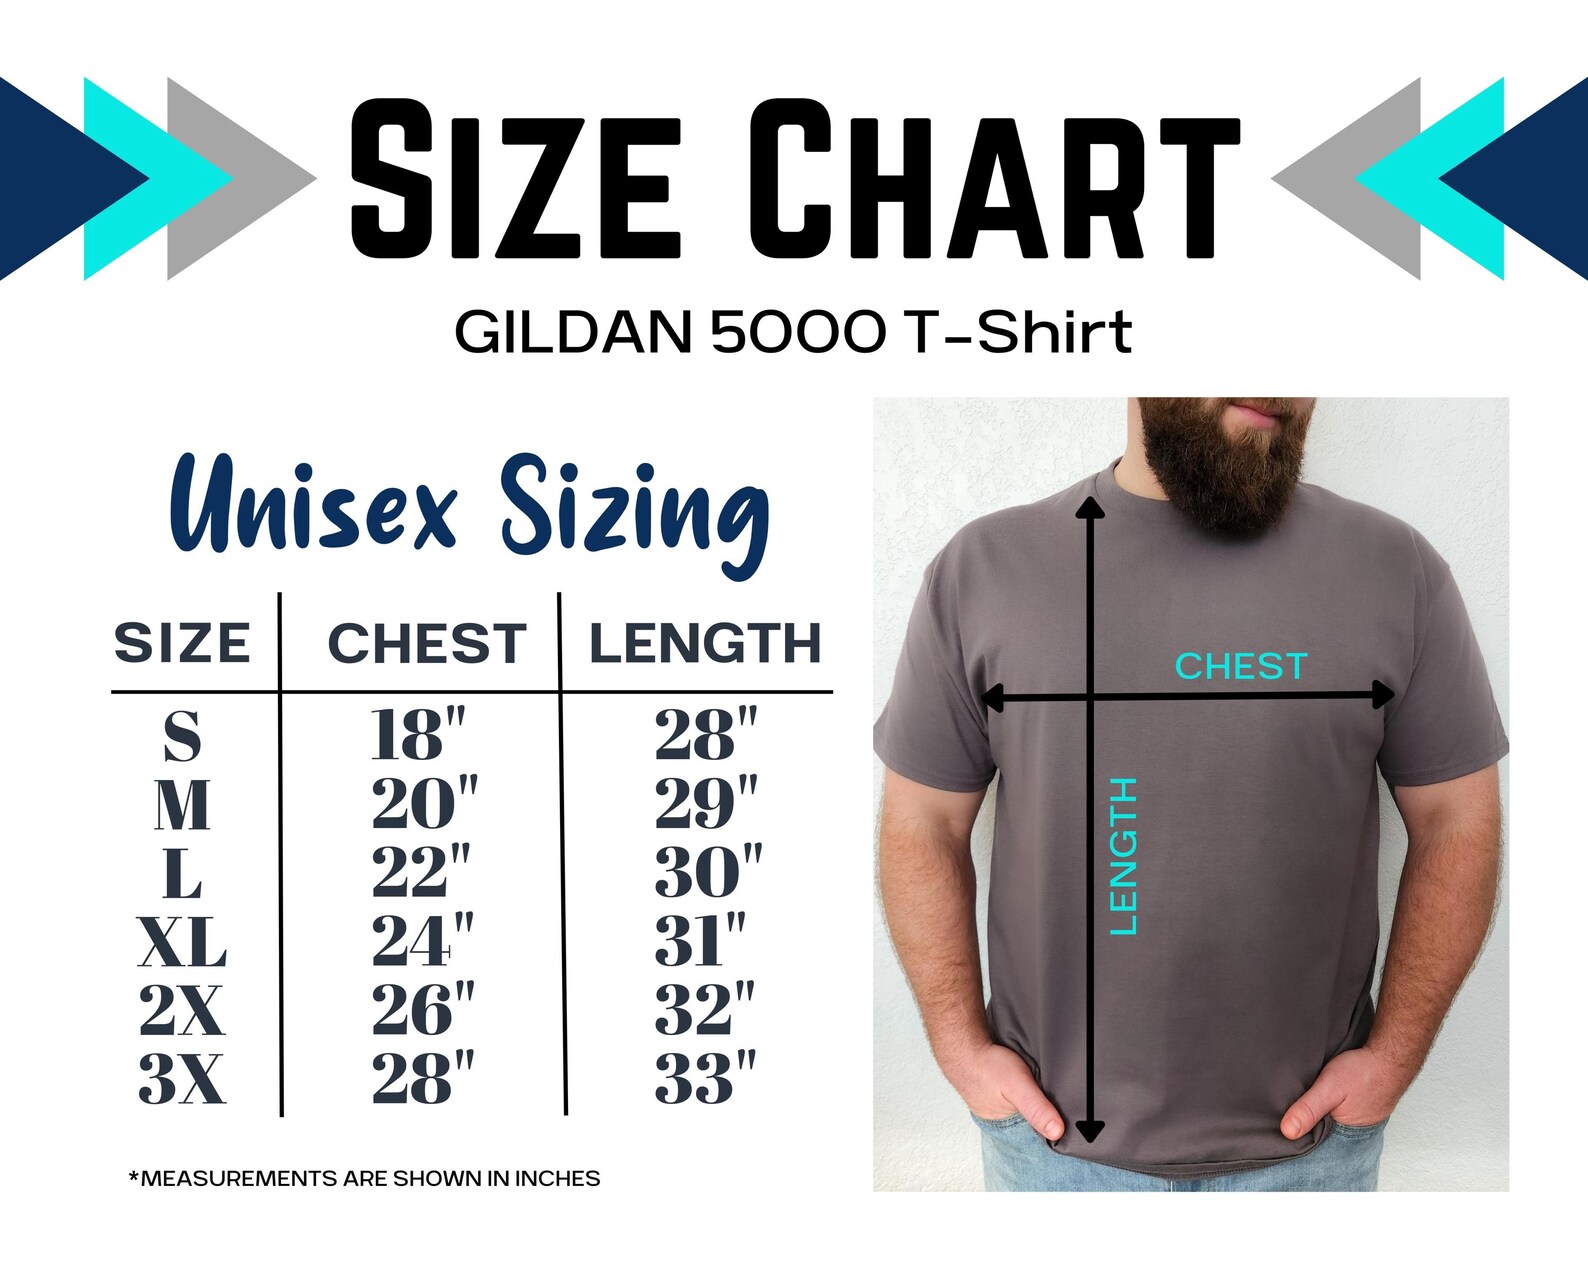 SIZE CHART
GILDAN 5000 T-Shirt
Unisex Sizing
SIZE CHEST LENGTH
S 18" 28"
M 20" 29"
L 22" 30"
XL 24" 31"
2X 26" 32"
3X 28" 33"
*MEASUREMENTS ARE SHOWN IN INCHES
CHEST
LENGTH